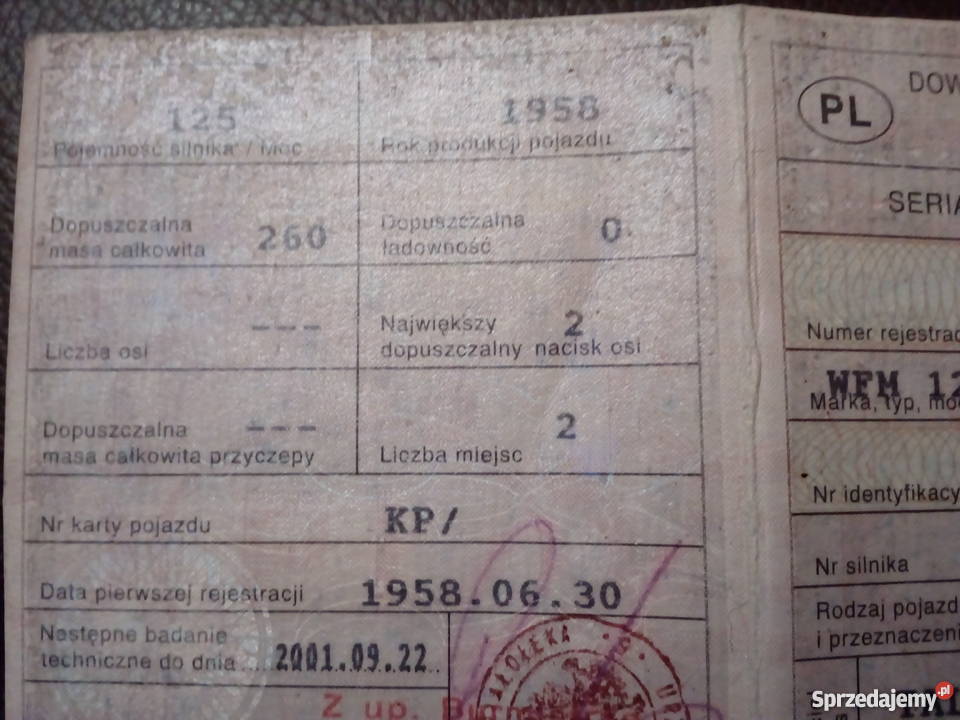 125
Pojemność silnika / Moc
1958
Rok produkcji pojazdu
Dopuszczalna
masa całkowita 260
Dopuszczalna
ładowność 0
Liczba osi ---
Największy 2
dopuszczalny nacisk osi
Dopuszczalna ---
masa całkowita przyczepy
2
Liczba miejsc
Nr karty pojazdu KP/
Data pierwszej rejestracji 1958.06.30
Następne badanie
techniczne do dnia 2001.09.22
Z up.
PL
DOW
SERIA
Numer rejestrac
WFM 12
Marka, typ, mo
Nr identyfikacy
Nr silnika
Rodzaj pojazd
i przeznaczeni
Sprzedajemy.pl